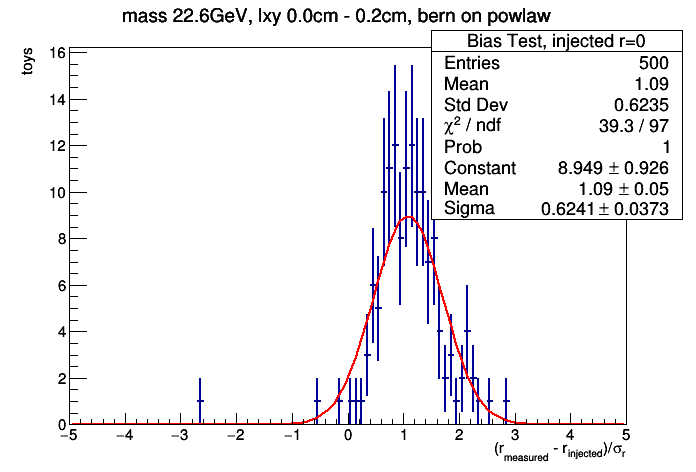 mass 22.6GeV, lxy 0.0cm - 0.2cm, bern on powlaw
Bias Test, injected r=0
Entries 500
Mean 1.09
Std Dev 0.6235
χ² / ndf 39.3 / 97
Prob 1
Constant 8.949 ± 0.926
Mean 1.09 ± 0.05
Sigma 0.6241 ± 0.0373
toys
16
14
12
10
8
6
4
2
0
−5 −4 −3 −2 −1 0 1 2 3 4 5
(r_measured - r_injected)/σ_r